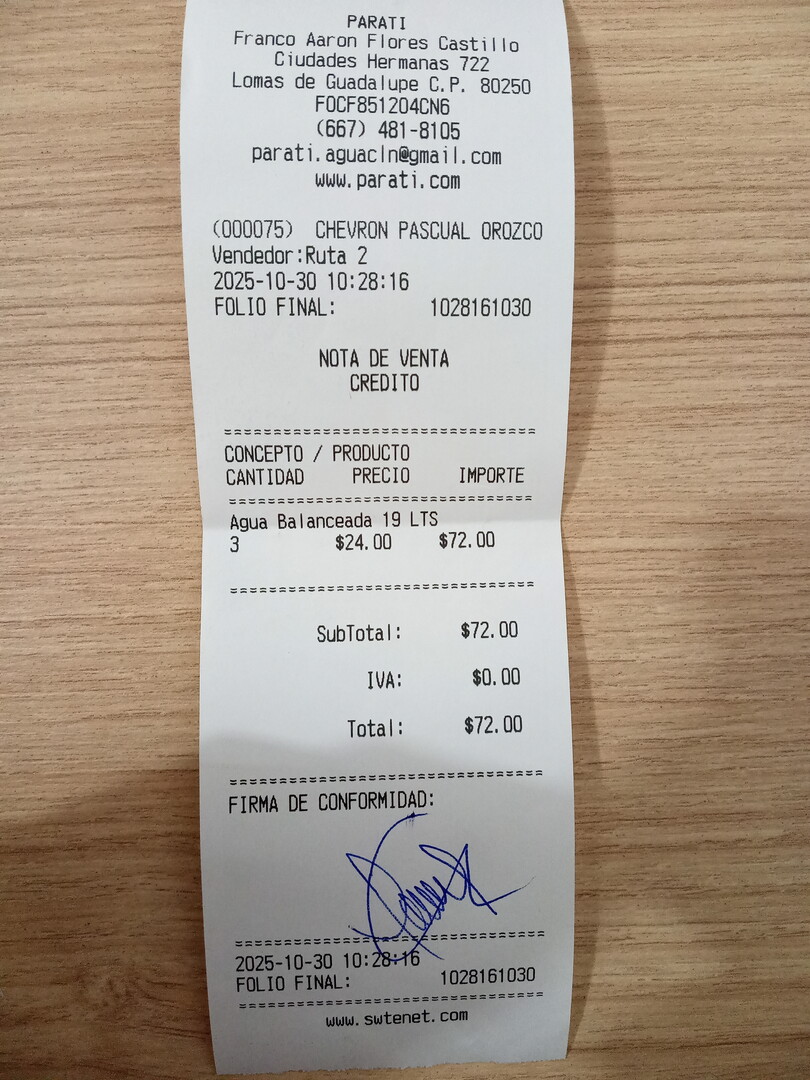 PARATI
Franco Aaron Flores Castillo
Ciudades Hermanas 722
Lomas de Guadalupe C.P. 80250
FOCF851204CN6
(667) 481-8105
parati.aguacln@gmail.com
www.parati.com
(000075) CHEVRON PASCUAL OROZCO
Vendedor:Ruta 2
2025-10-30 10:28:16
FOLIO FINAL: 1028161030
NOTA DE VENTA
CREDITO
CONCEPTO / PRODUCTO
CANTIDAD PRECIO IMPORTE
Agua Balanceada 19 LTS
3 $24.00 $72.00
SubTotal: $72.00
IVA: $0.00
Total: $72.00
FIRMA DE CONFORMIDAD:
2025-10-30 10:28:16
FOLIO FINAL: 1028161030
www.swtenet.com